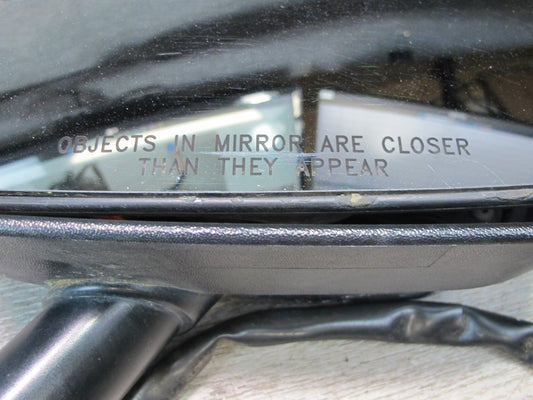 OBJECTS IN MIRROR ARE CLOSER
THAN THEY APPEAR